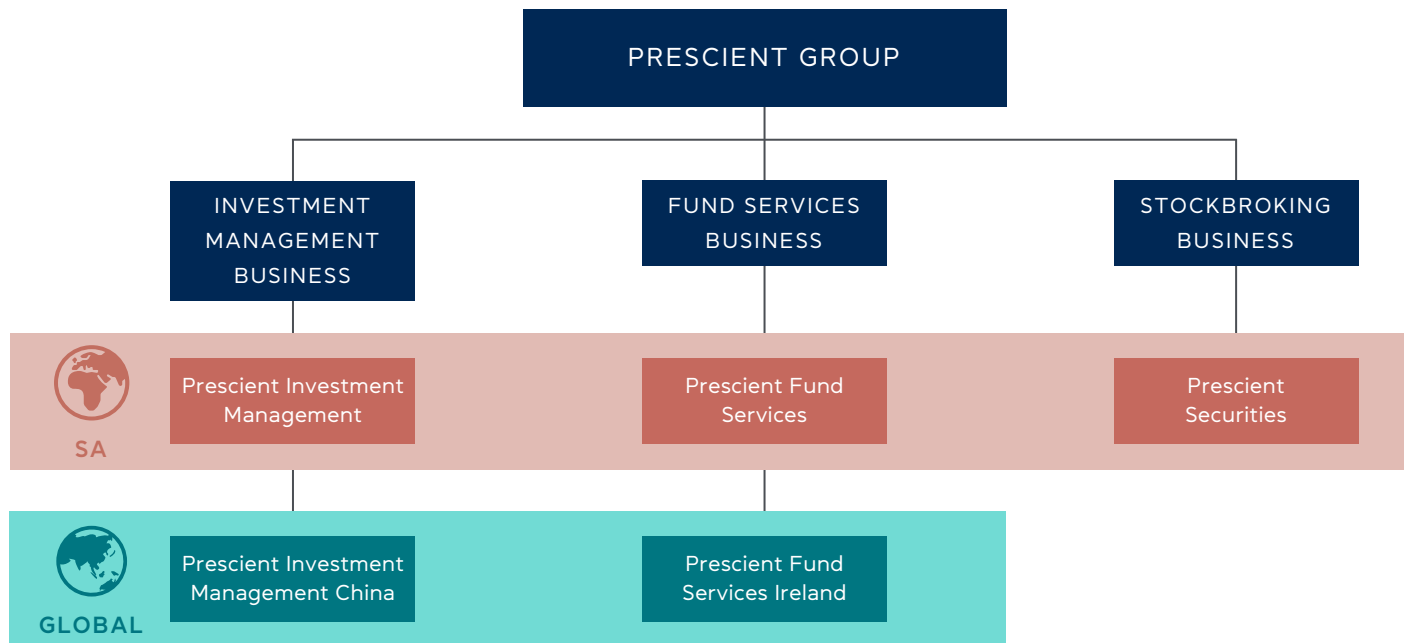 PRESCIENT GROUP
INVESTMENT
MANAGEMENT
BUSINESS
FUND SERVICES
BUSINESS
STOCKBROKING
BUSINESS
SA
Prescient Investment
Management
Prescient Fund
Services
Prescient
Securities
GLOBAL
Prescient Investment
Management China
Prescient Fund
Services Ireland